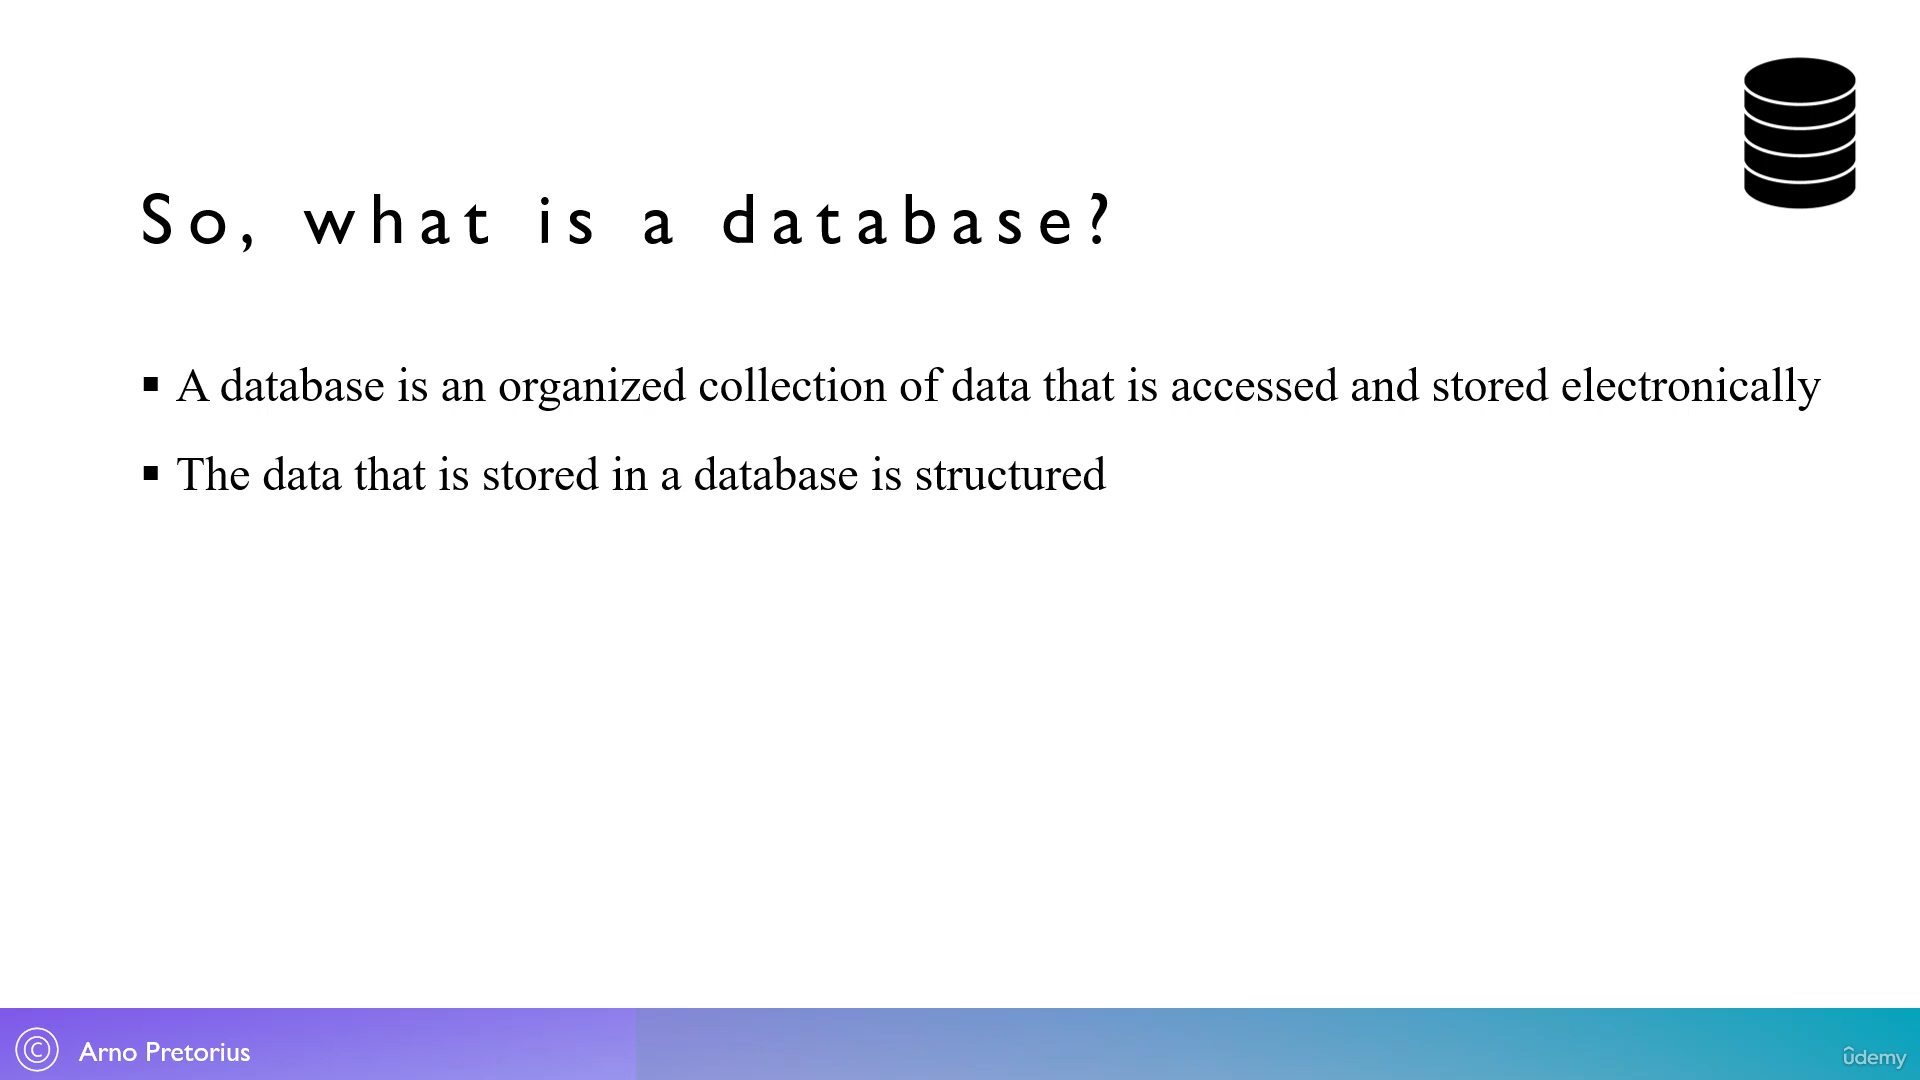 So, what is a database?
▪ A database is an organized collection of data that is accessed and stored electronically
▪ The data that is stored in a database is structured
© Arno Pretorius
ûdemy